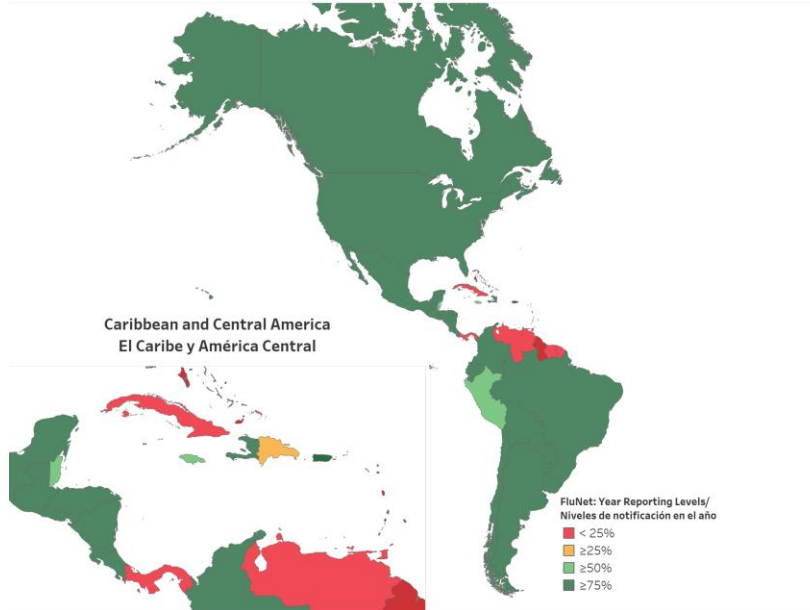 Caribbean and Central America
El Caribe y América Central
FluNet: Year Reporting Levels/
Niveles de notificación en el año
< 25%
≥25%
≥50%
≥75%